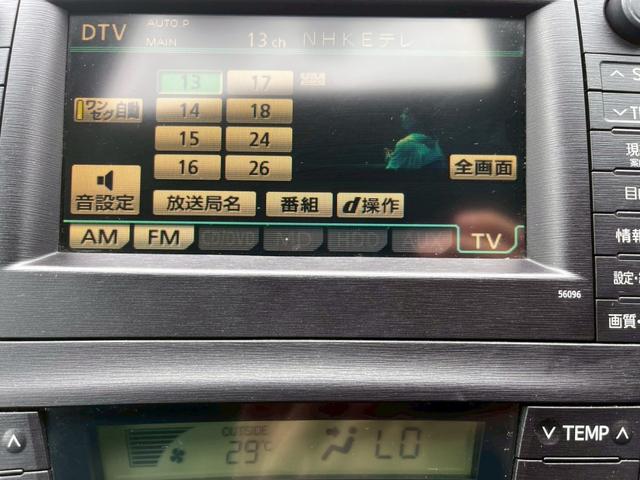 DTV AUTO.P MAIN 13ch NHKEテレ
13 17
ワンセグ自動 14 18
15 24
16 26 全画面
音設定 放送局名 番組 d操作
AM FM AUX TV
56096
情報
画質・
OUTSIDE
29℃ LO
TEMP